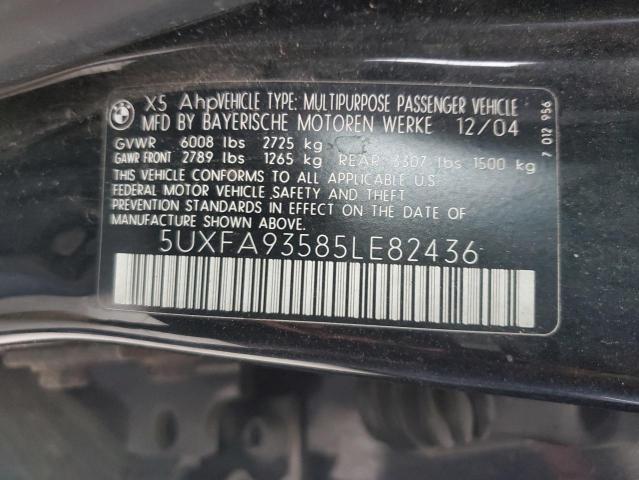 X5 Ahp VEHICLE TYPE: MULTIPURPOSE PASSENGER VEHICLE
MFD BY BAYERISCHE MOTOREN WERKE 12/04
GVWR 6008 lbs 2725 kg
GAWR FRONT 2789 lbs 1265 kg REAR 3307 lbs 1500 kg
THIS VEHICLE CONFORMS TO ALL APPLICABLE U.S.
FEDERAL MOTOR VEHICLE SAFETY AND THEFT
PREVENTION STANDARDS IN EFFECT ON THE DATE OF
MANUFACTURE SHOWN ABOVE.
5UXFA93585LE82436
7 012 956